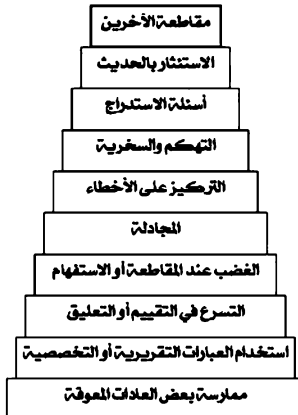 مقاطعة الآخرين
الاستئثار بالحديث
أسئلة الاستدراج
التهكم والسخرية
التركيز على الأخطاء
المجادلة
الغضب عند المقاطعة أو الاستفهام
التسرع في التقييم أو التعليق
استخدام العبارات التقريرية أو التخصصية
ممارسة بعض العادات المعوقة